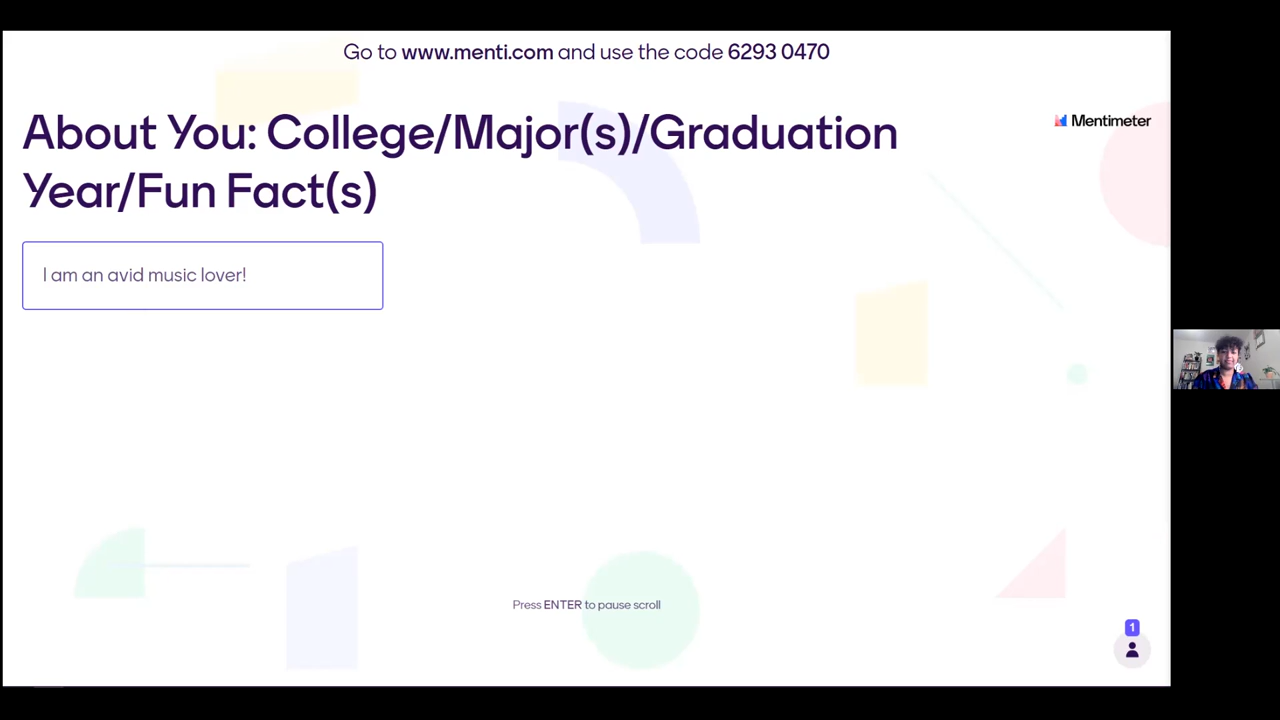 Go to www.menti.com and use the code 6293 0470
About You: College/Major(s)/Graduation
Year/Fun Fact(s)
Mentimeter
I am an avid music lover!
Press ENTER to pause scroll
1